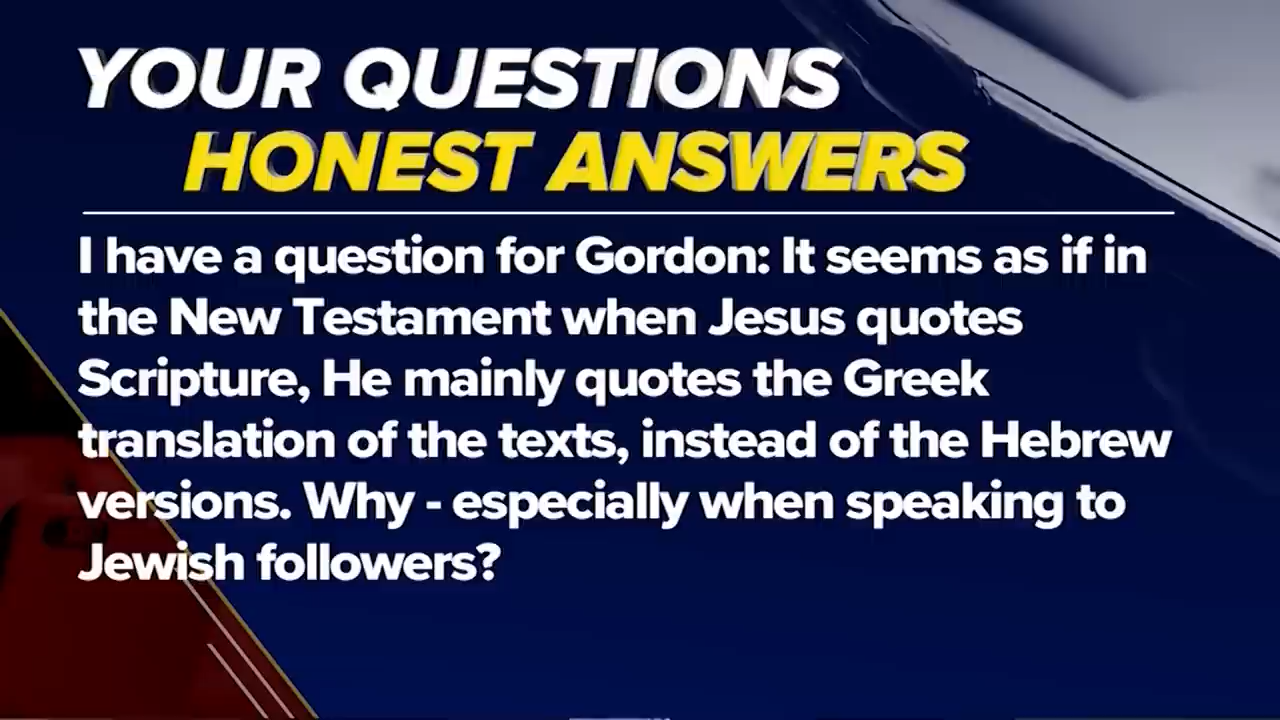 YOUR QUESTIONS
HONEST ANSWERS
I have a question for Gordon: It seems as if in
the New Testament when Jesus quotes
Scripture, He mainly quotes the Greek
translation of the texts, instead of the Hebrew
versions. Why - especially when speaking to
Jewish followers?